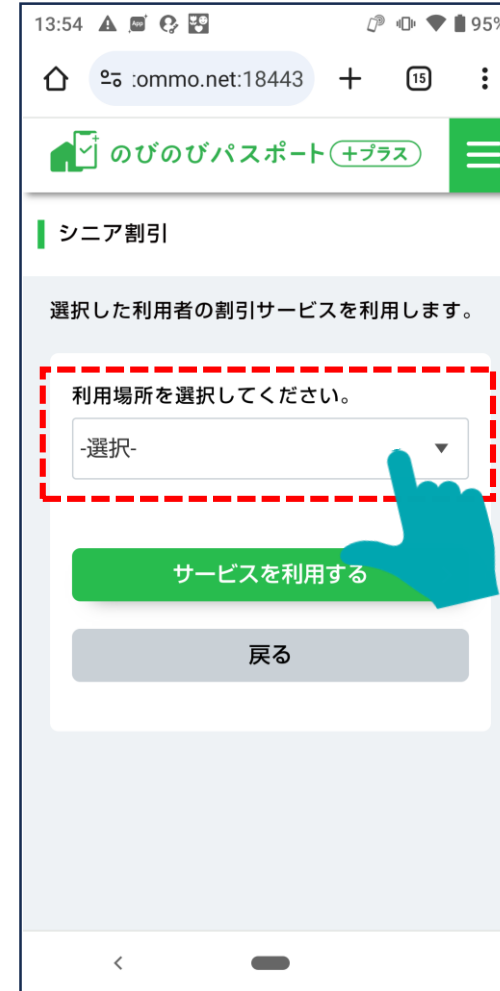 13:54
95%
:ommo.net:18443
15
のびのびパスポート +プラス
シニア割引
選択した利用者の割引サービスを利用します。
利用場所を選択してください。
-選択-
サービスを利用する
戻る